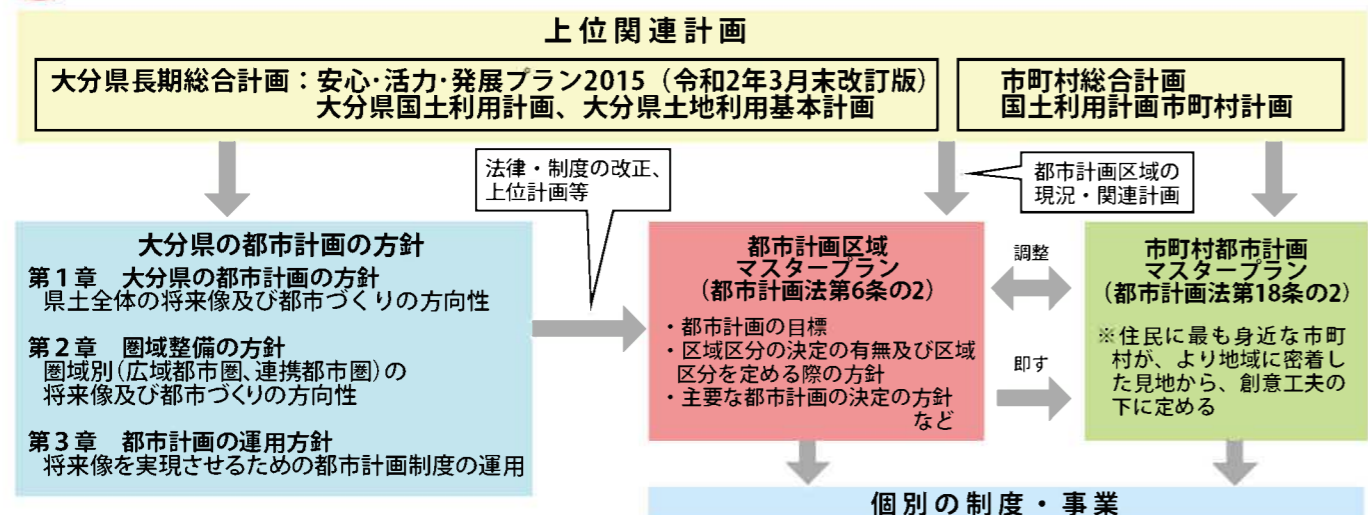 上位関連計画
大分県長期総合計画：安心・活力・発展プラン2015（令和2年3月末改訂版）
大分県国土利用計画、大分県土地利用基本計画
市町村総合計画
国土利用計画市町村計画
法律・制度の改正、
上位計画等
都市計画区域の
現況・関連計画
大分県の都市計画の方針
第１章　大分県の都市計画の方針
県土全体の将来像及び都市づくりの方向性
第２章　圏域整備の方針
圏域別（広域都市圏、連携都市圏）の
将来像及び都市づくりの方向性
第３章　都市計画の運用方針
将来像を実現させるための都市計画制度の運用
都市計画区域
マスタープラン
（都市計画法第6条の2）
・都市計画の目標
・区域区分の決定の有無及び区域
区分を定める際の方針
・主要な都市計画の決定の方針
など
調整
即す
市町村都市計画
マスタープラン
（都市計画法第18条の2）
※住民に最も身近な市町
村が、より地域に密着し
た見地から、創意工夫の
下に定める
個別の制度・事業